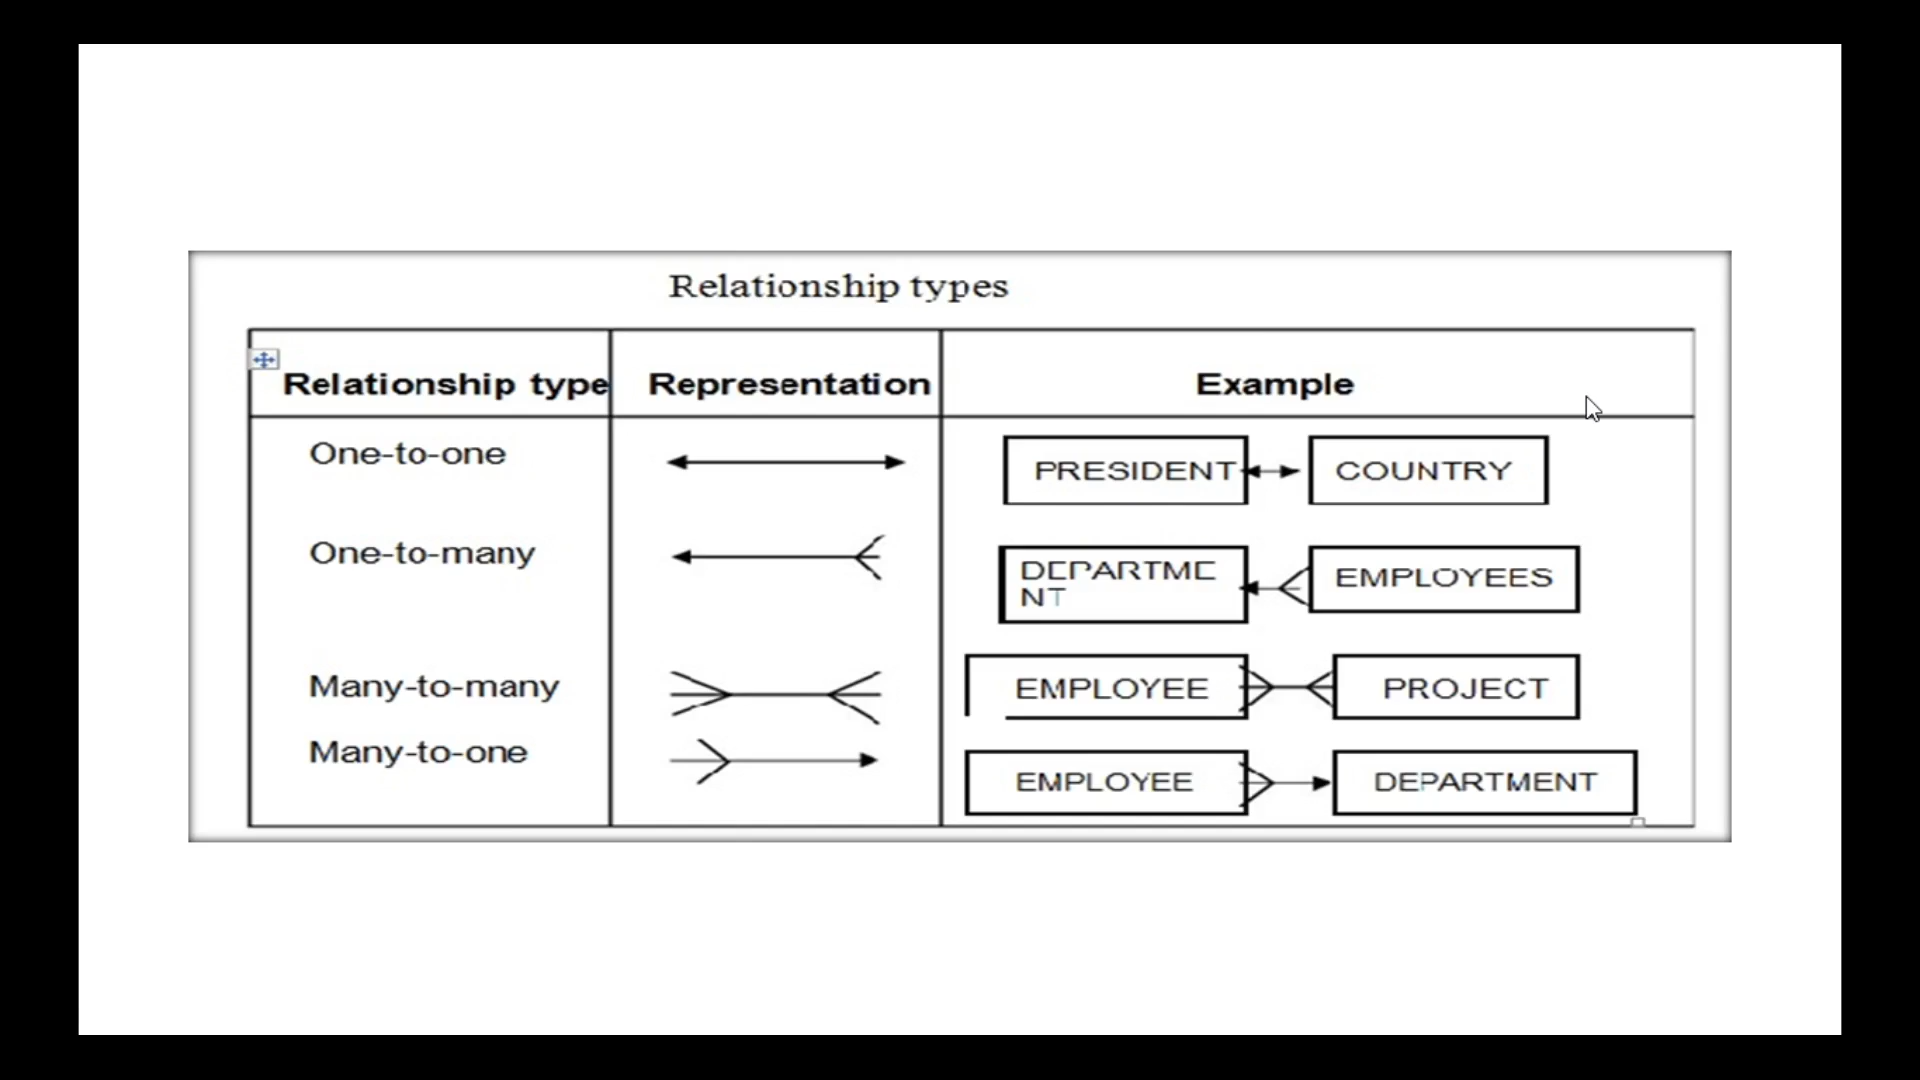 Relationship types
Relationship type Representation Example
One-to-one PRESIDENT COUNTRY
One-to-many DEPARTME EMPLOYEES
NT
Many-to-many EMPLOYEE PROJECT
Many-to-one EMPLOYEE DEPARTMENT